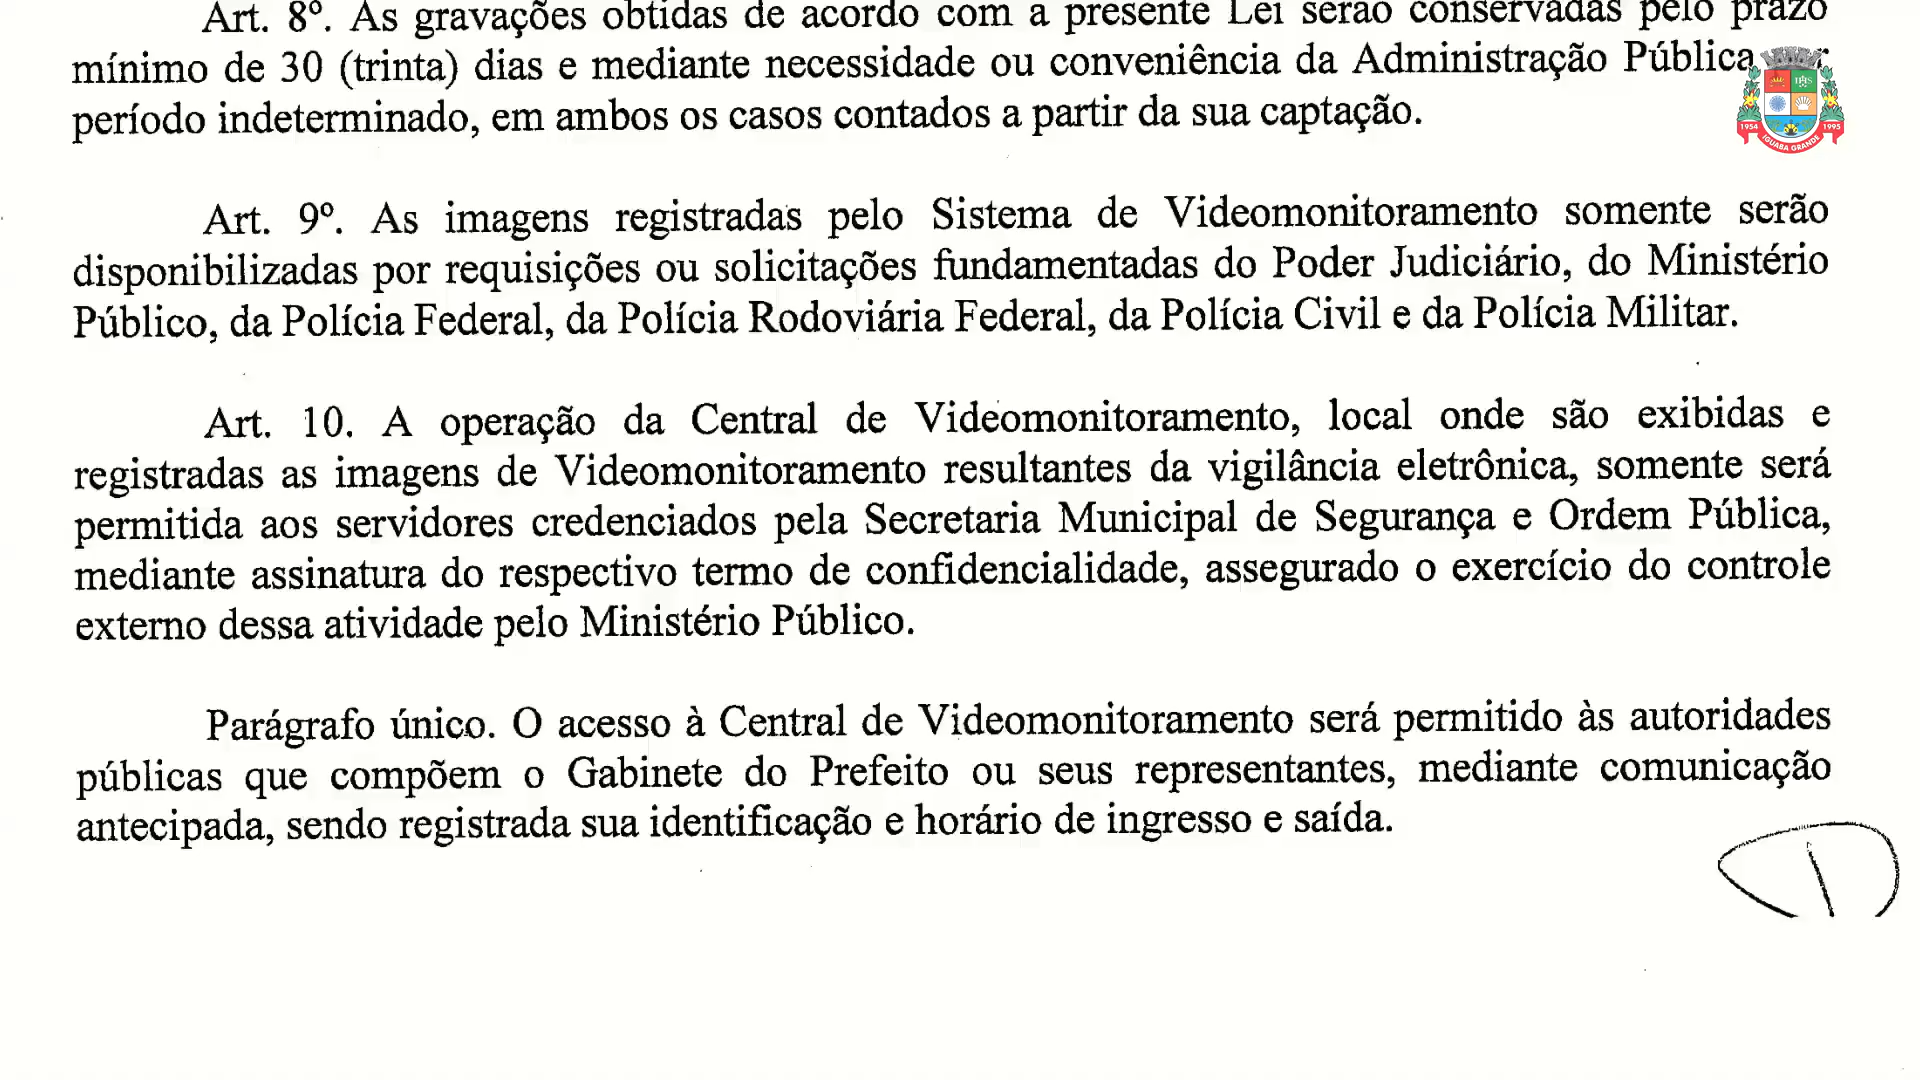 Art. 8º. As gravações obtidas de acordo com a presente Lei serão conservadas pelo prazo
mínimo de 30 (trinta) dias e mediante necessidade ou conveniência da Administração Pública
período indeterminado, em ambos os casos contados a partir da sua captação.
1954 IGUABA GRANDE 1995
Art. 9º. As imagens registradas pelo Sistema de Videomonitoramento somente serão
disponibilizadas por requisições ou solicitações fundamentadas do Poder Judiciário, do Ministério
Público, da Polícia Federal, da Polícia Rodoviária Federal, da Polícia Civil e da Polícia Militar.
Art. 10. A operação da Central de Videomonitoramento, local onde são exibidas e
registradas as imagens de Videomonitoramento resultantes da vigilância eletrônica, somente será
permitida aos servidores credenciados pela Secretaria Municipal de Segurança e Ordem Pública,
mediante assinatura do respectivo termo de confidencialidade, assegurado o exercício do controle
externo dessa atividade pelo Ministério Público.
Parágrafo único. O acesso à Central de Videomonitoramento será permitido às autoridades
públicas que compõem o Gabinete do Prefeito ou seus representantes, mediante comunicação
antecipada, sendo registrada sua identificação e horário de ingresso e saída.